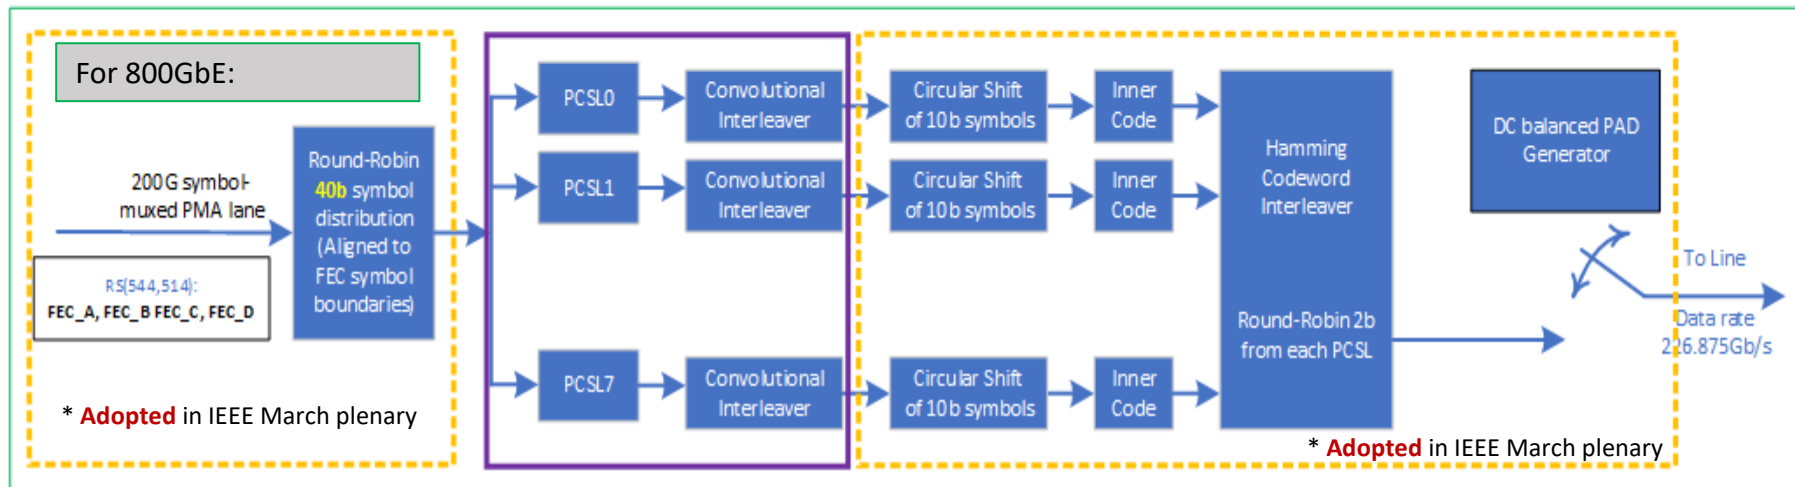 For 800GbE:
200G symbol-
muxed PMA lane
RS(544,514):
FEC_A, FEC_B FEC_C, FEC_D
Round-Robin
40b symbol
distribution
(Aligned to
FEC symbol
boundaries)
* Adopted in IEEE March plenary
PCSL0
Convolutional
Interleaver
Circular Shift
of 10b symbols
Inner
Code
PCSL1
Convolutional
Interleaver
Circular Shift
of 10b symbols
Inner
Code
PCSL7
Convolutional
Interleaver
Circular Shift
of 10b symbols
Inner
Code
Hamming
Codeword
Interleaver
Round-Robin 2b
from each PCSL
DC balanced PAD
Generator
To Line
Data rate
226.875Gb/s
* Adopted in IEEE March plenary